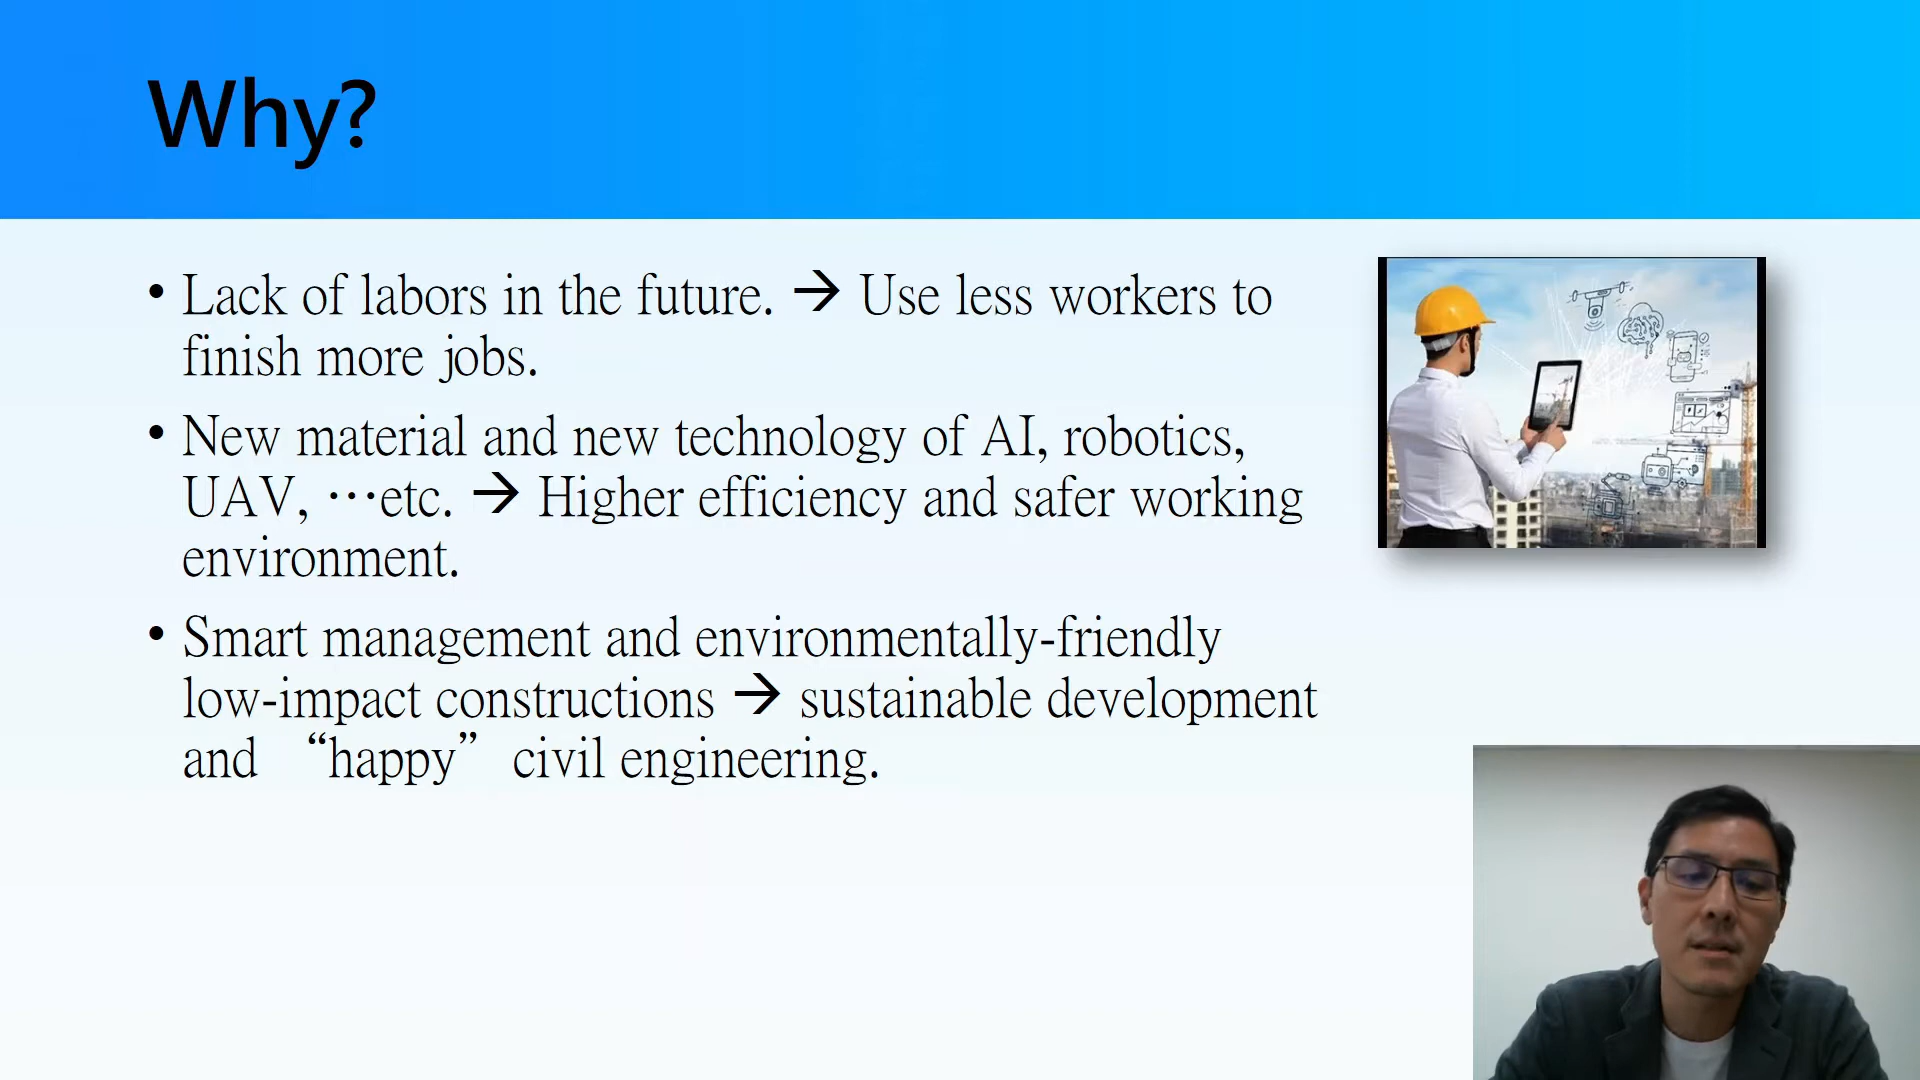 Why?
• Lack of labors in the future. → Use less workers to
finish more jobs.
• New material and new technology of AI, robotics,
UAV, ⋯etc. → Higher efficiency and safer working
environment.
• Smart management and environmentally-friendly
low-impact constructions → sustainable development
and “happy” civil engineering.